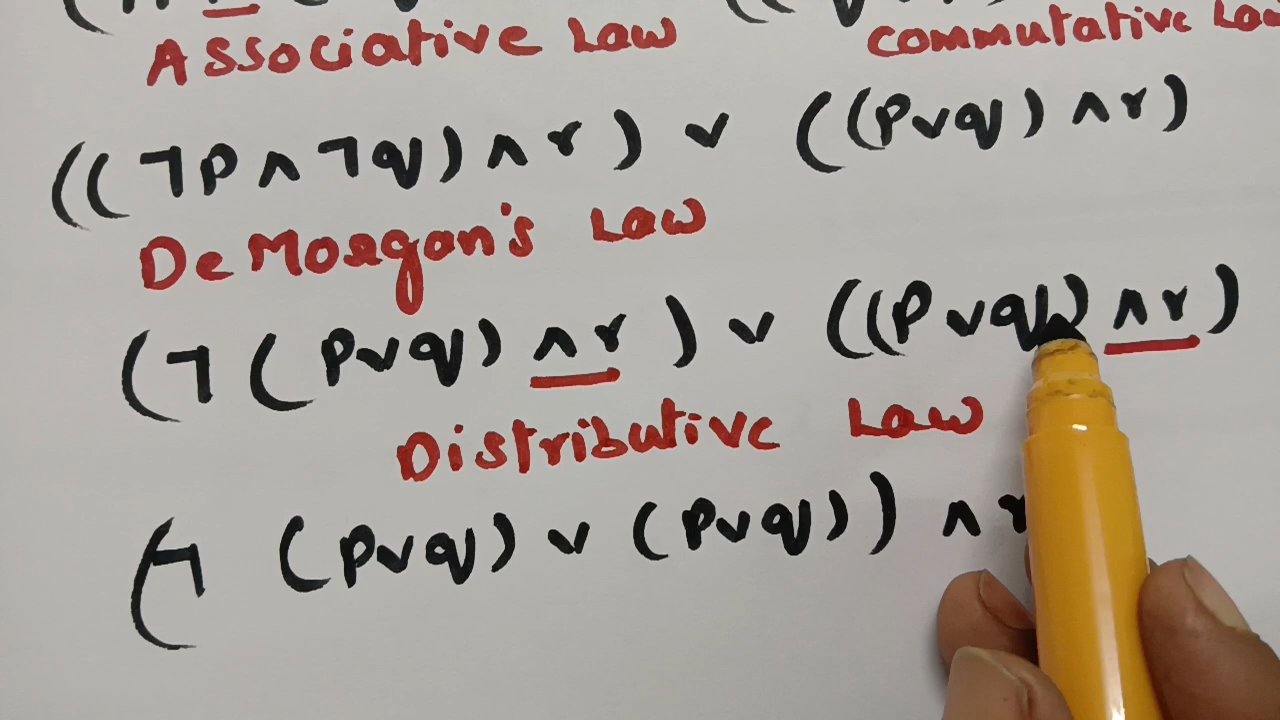 Associative Law commutative Law
((¬p∧¬q)∧r)∨((p∨q)∧r)
DeMorgan's Law
(¬(p∨q)∧r)∨((p∨q)∧r)
Distributive Law
(¬(p∨q)∨(p∨q))∧r